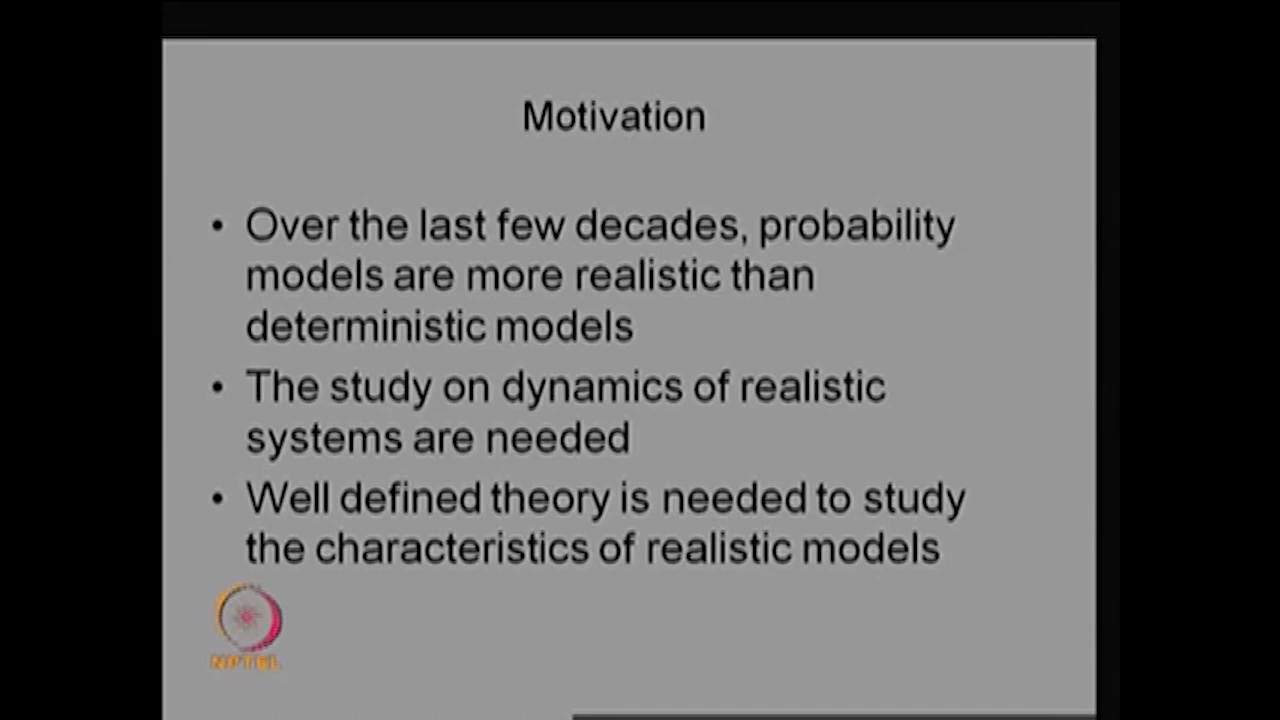 Motivation
• Over the last few decades, probability
models are more realistic than
deterministic models
• The study on dynamics of realistic
systems are needed
• Well defined theory is needed to study
the characteristics of realistic models
NPTEL